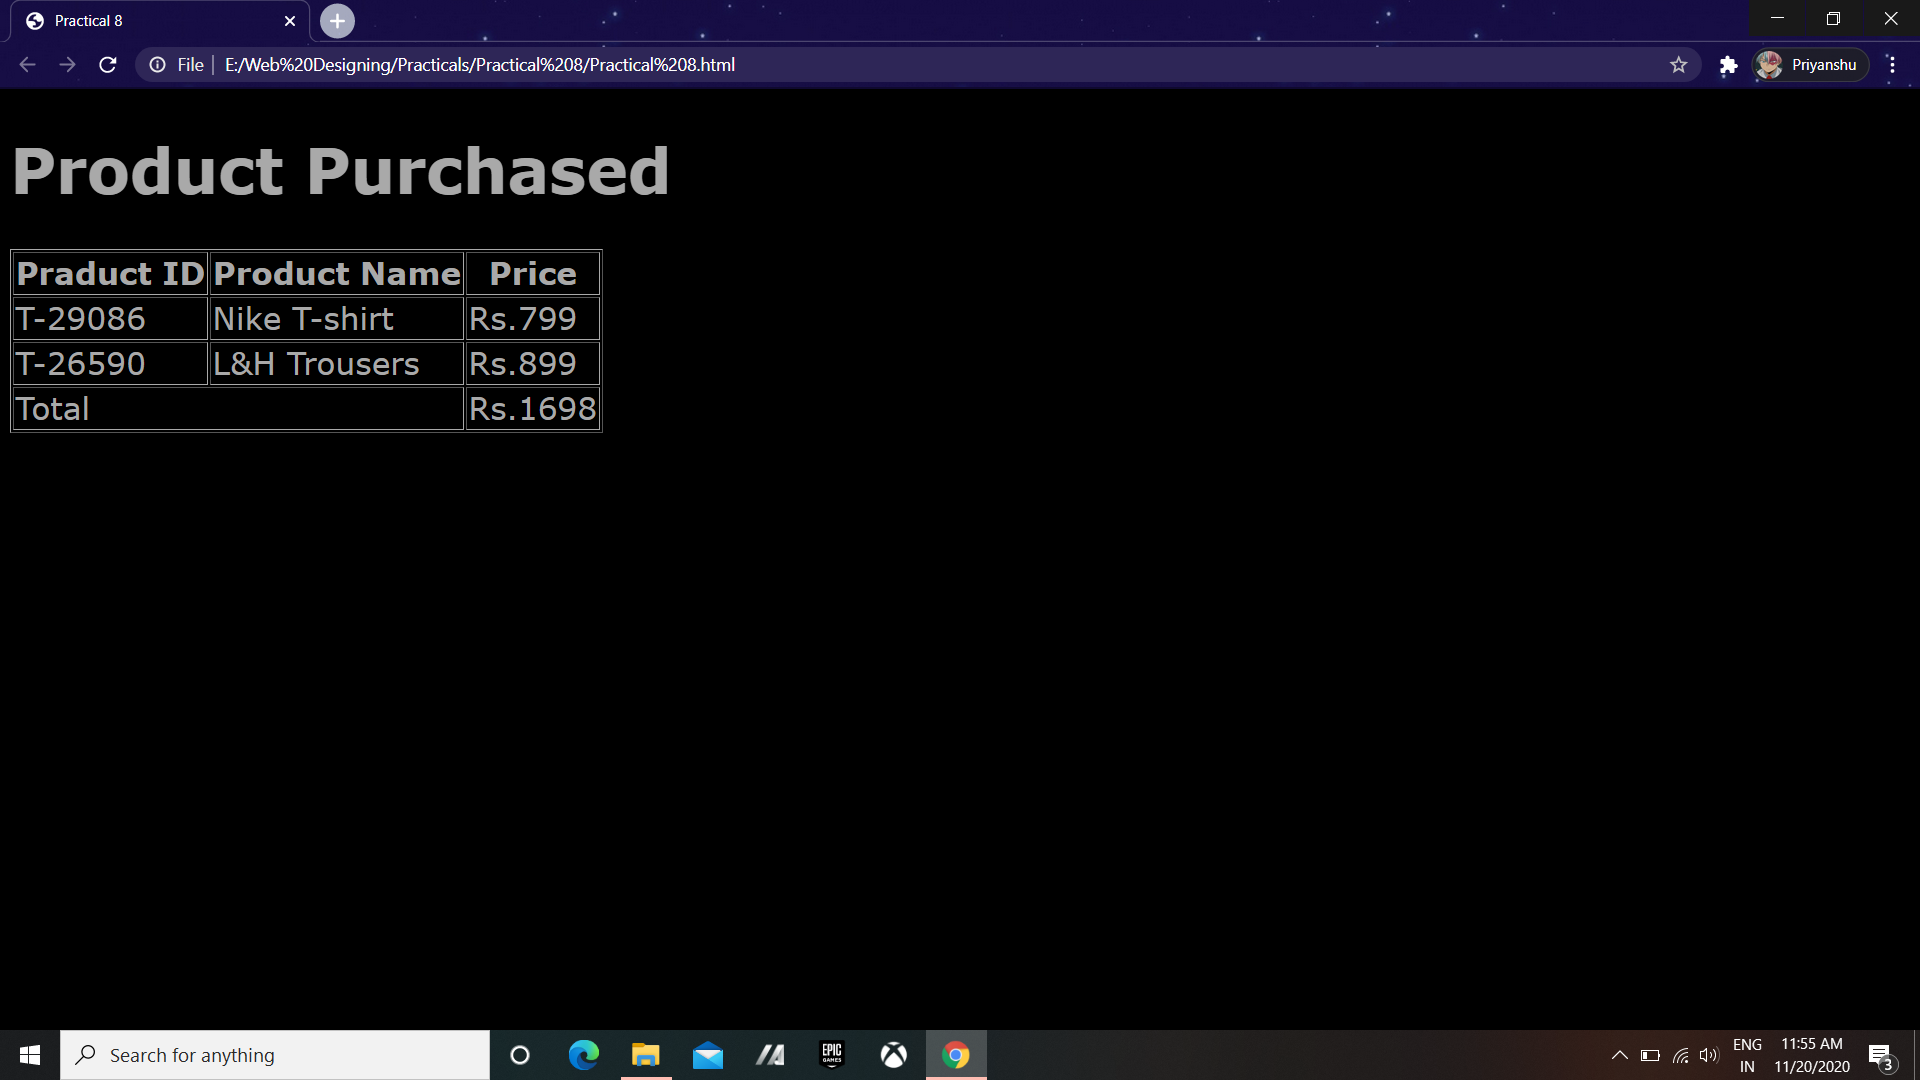 Practical 8
File E:/Web%20Designing/Practicals/Practical%208/Practical%208.html
Priyanshu
Product Purchased
Praduct ID Product Name Price
T-29086 Nike T-shirt Rs.799
T-26590 L&H Trousers Rs.899
Total Rs.1698
Search for anything
EPIC
GAMES
ENG
IN
11:55 AM
11/20/2020
3